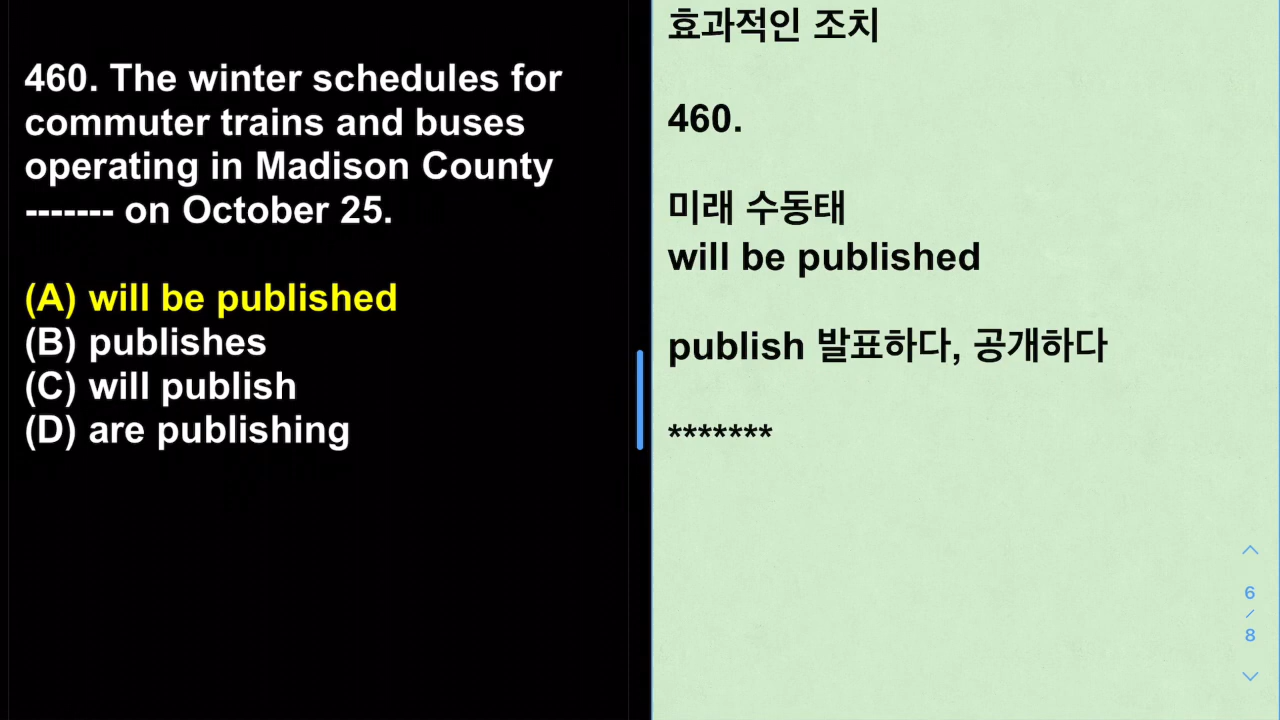 460. The winter schedules for
commuter trains and buses
operating in Madison County
------- on October 25.
(A) will be published
(B) publishes
(C) will publish
(D) are publishing
효과적인 조치
460.
미래 수동태
will be published
publish 발표하다, 공개하다
*******
6
/
8